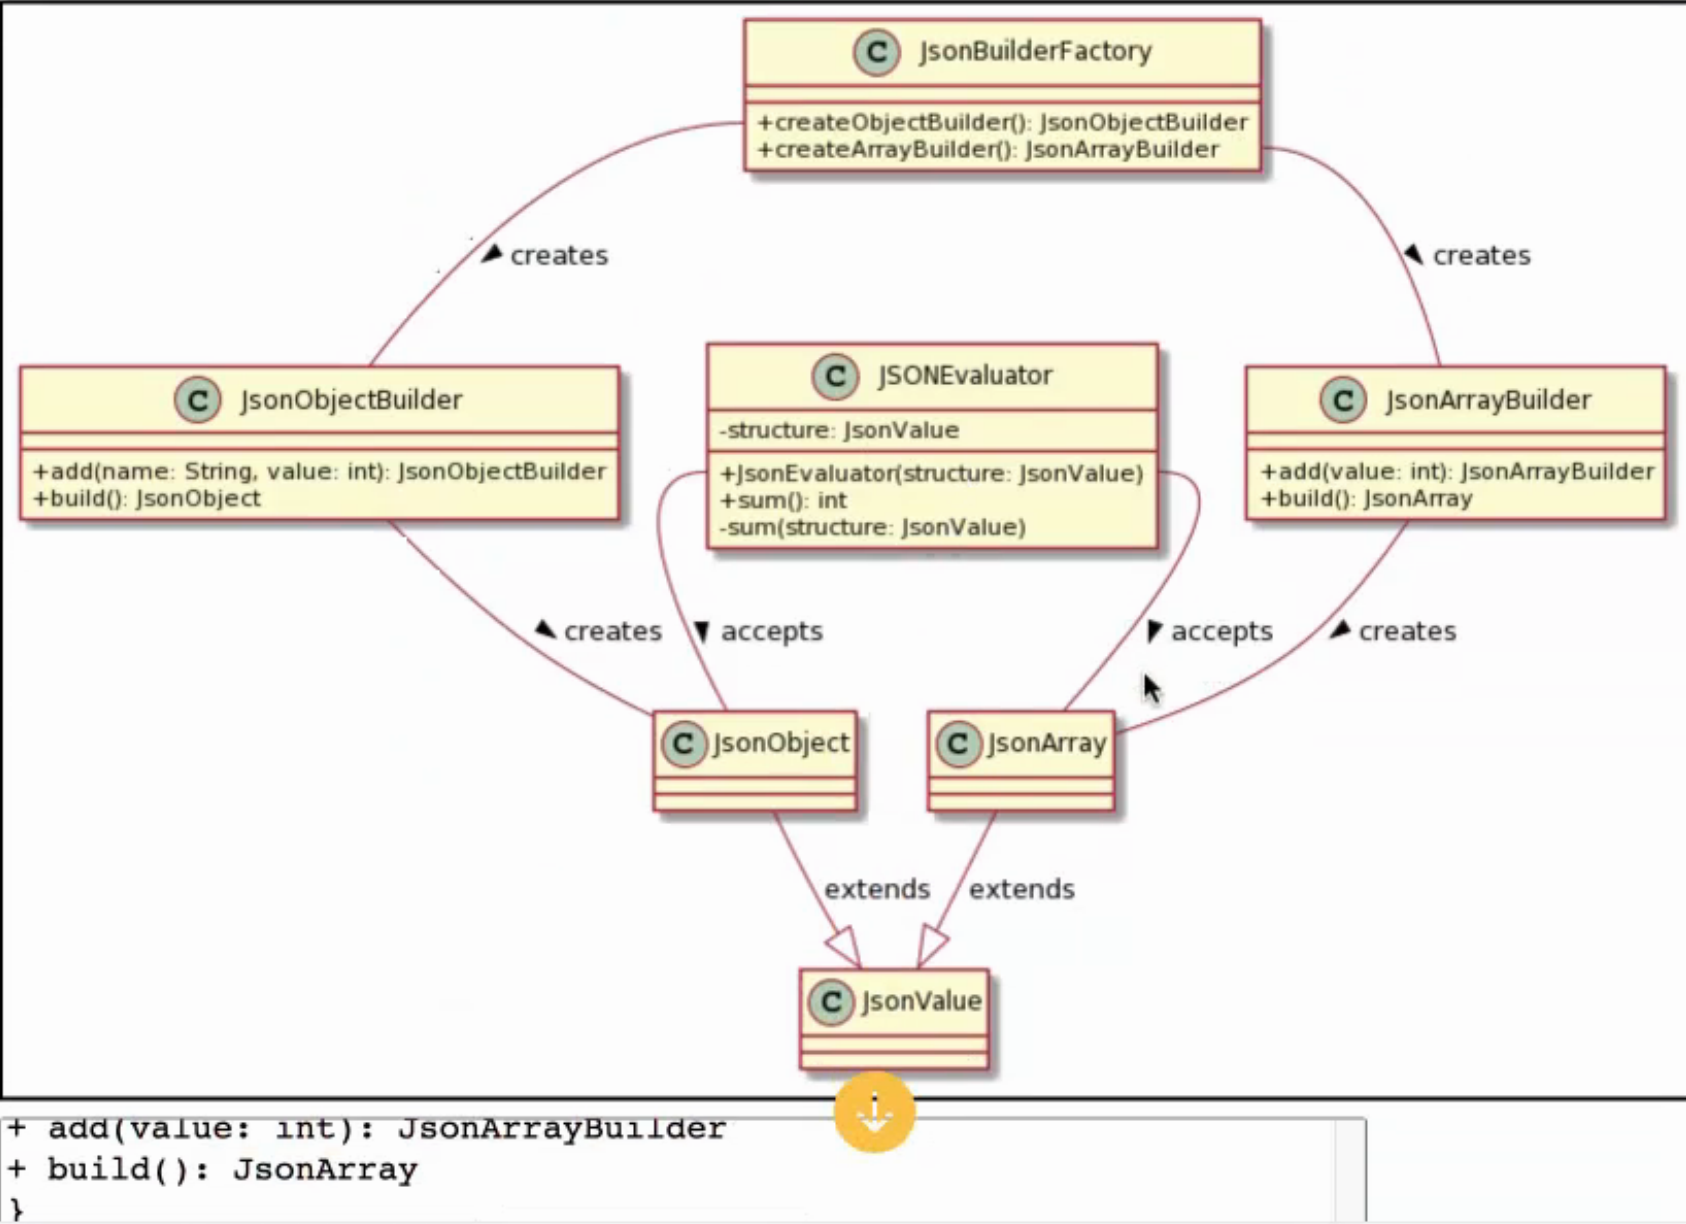 C JsonBuilderFactory
+createObjectBuilder(): JsonObjectBuilder
+createArrayBuilder(): JsonArrayBuilder
creates
creates
C JsonObjectBuilder
+add(name: String, value: int): JsonObjectBuilder
+build(): JsonObject
C JSONEvaluator
-structure: JsonValue
+JsonEvaluator(structure: JsonValue)
+sum(): int
-sum(structure: JsonValue)
C JsonArrayBuilder
+add(value: int): JsonArrayBuilder
+build(): JsonArray
creates
accepts
accepts
creates
C JsonObject
C JsonArray
extends
extends
C JsonValue
+ add(value: int): JsonArrayBuilder
+ build(): JsonArray
}